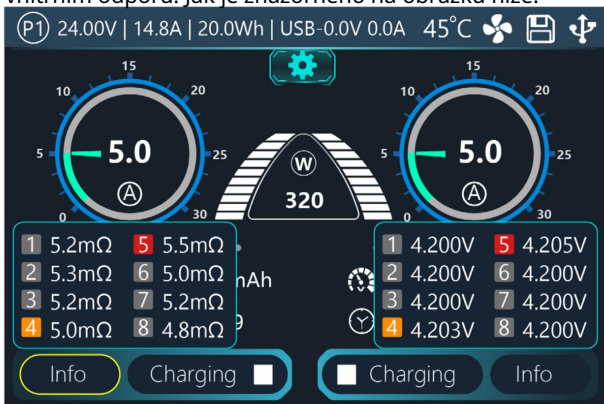 vnitřního odporu. Jak je znázorněno na obrázku níže:
P1 24.00V | 14.8A | 20.0Wh | USB-0.0V 0.0A 45°C
15 15
10 20 10 20
5 5.0 25 W 5 5.0 25
A 320 A
0 30 0 30
1 5.2mΩ 5 5.5mΩ 1 4.200V 5 4.205V
2 5.3mΩ 6 5.0mΩ mAh 2 4.200V 6 4.200V
3 5.2mΩ 7 5.2mΩ 3 4.200V 7 4.200V
4 5.0mΩ 8 4.8mΩ 9 4 4.203V 8 4.200V
Info Charging Charging Info